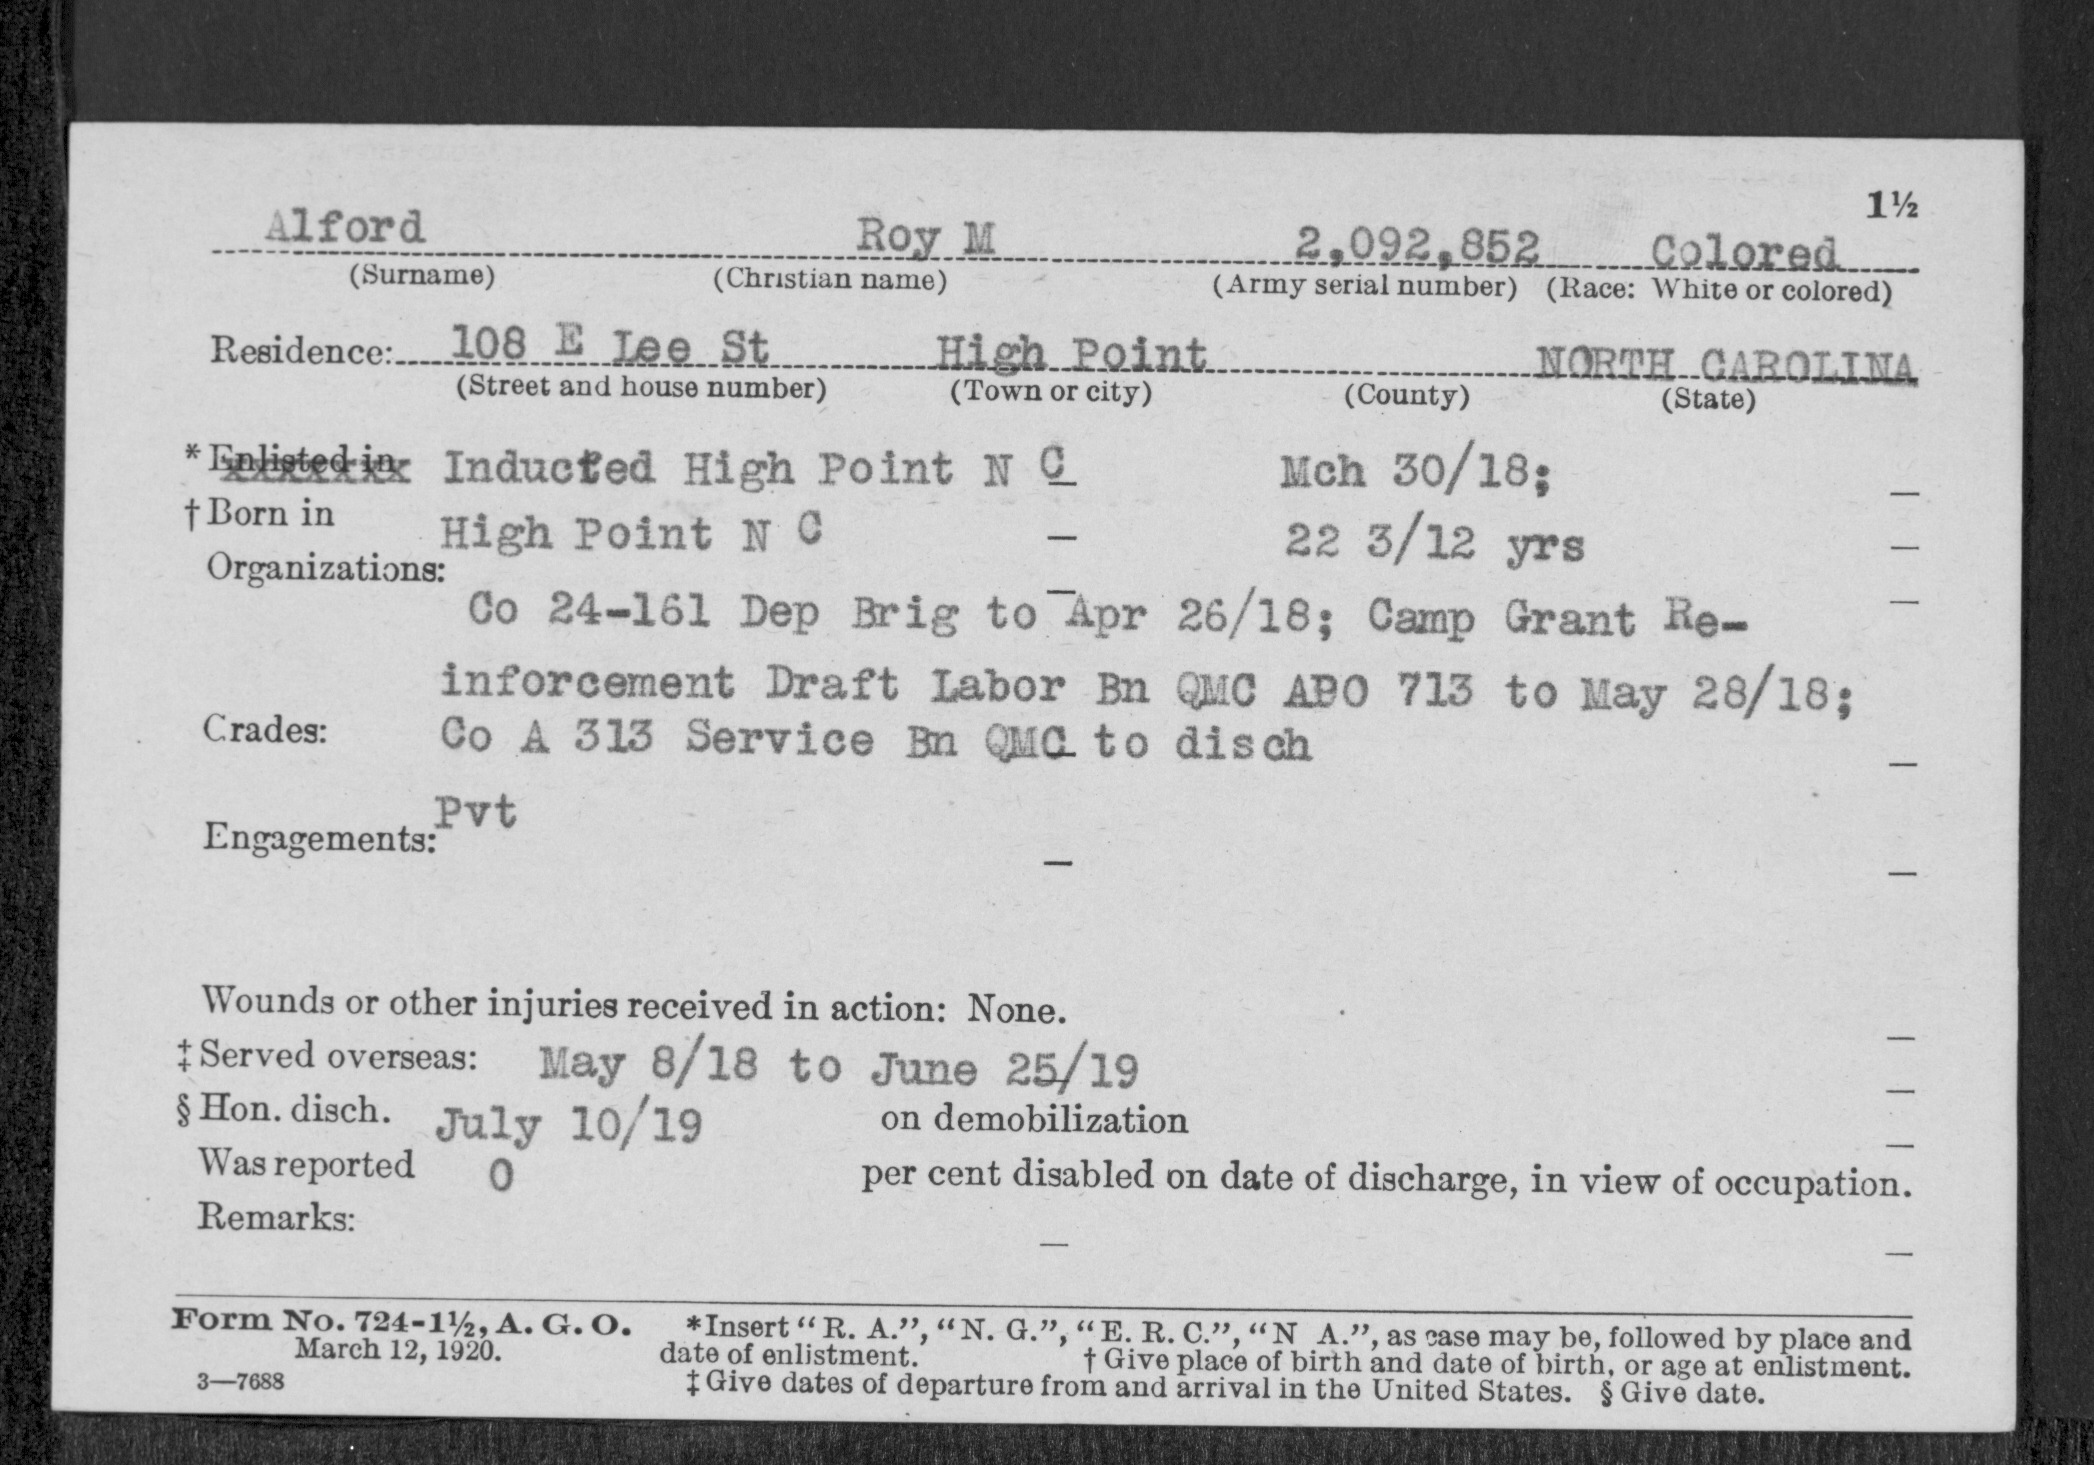 1½
Alford Roy M 2,092,852 Colored
(Surname) (Christian name) (Army serial number) (Race: White or colored)
Residence: 108 E Lee St High Point NORTH CAROLINA
(Street and house number) (Town or city) (County) (State)
* Enlisted in Inducted High Point N C Mch 30/18;
† Born in High Point N C 22 3/12 yrs
Organizations:
Co 24-161 Dep Brig to Apr 26/18; Camp Grant Re-
inforcement Draft Labor Bn QMC APO 713 to May 28/18;
Grades: Co A 313 Service Bn QMC to disch
Pvt
Engagements:
Wounds or other injuries received in action: None.
‡ Served overseas: May 8/18 to June 25/19
§ Hon. disch. July 10/19 on demobilization
Was reported 0 per cent disabled on date of discharge, in view of occupation.
Remarks:
Form No. 724-1½, A. G. O. *Insert "R. A.", "N. G.", "E. R. C.", "N A.", as case may be, followed by place and
March 12, 1920. date of enlistment. † Give place of birth and date of birth, or age at enlistment.
3—7688 ‡ Give dates of departure from and arrival in the United States. § Give date.